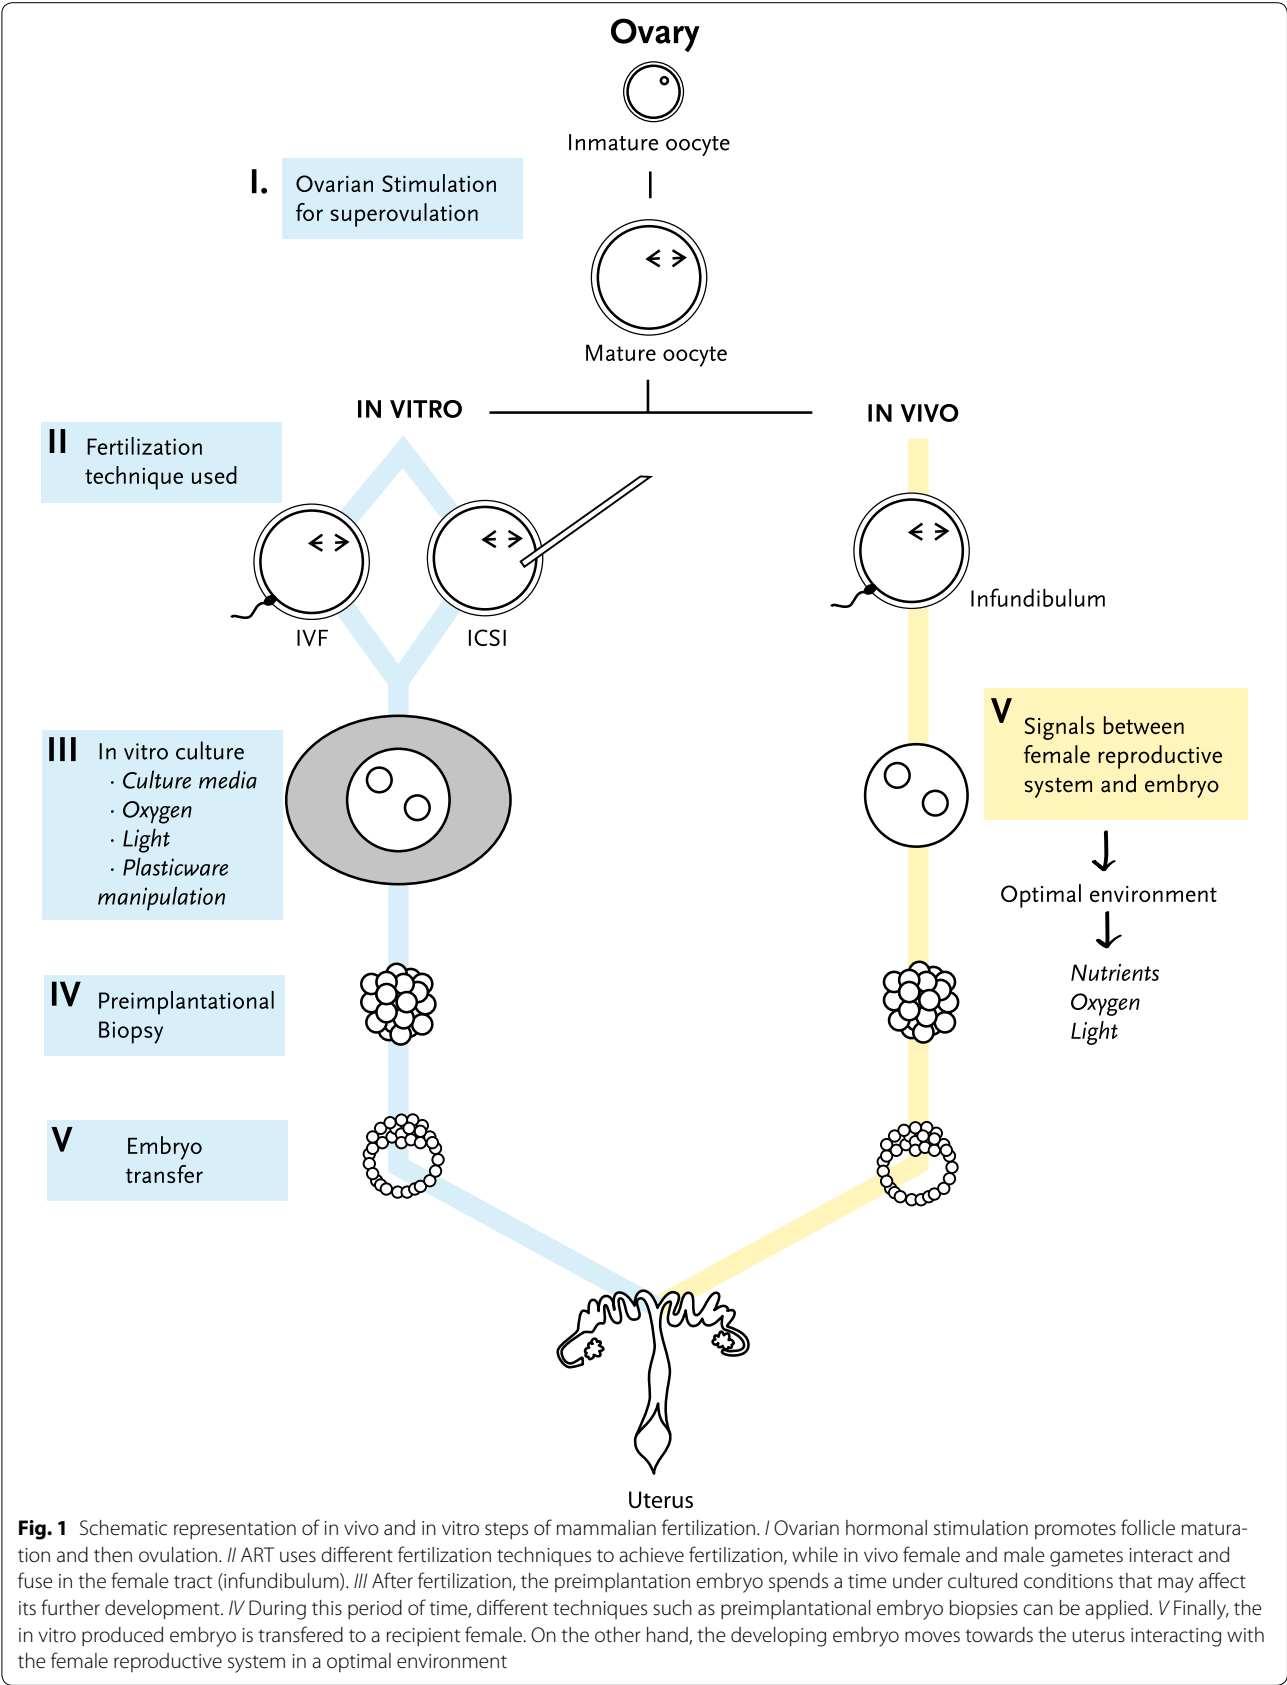 Ovary
Inmature oocyte
I.
Ovarian Stimulation
for superovulation
Mature oocyte
IN VITRO
IN VIVO
II
Fertilization
technique used
IVF
ICSI
Infundibulum
III
In vitro culture
· Culture media
· Oxygen
· Light
· Plasticware
manipulation
V
Signals between
female reproductive
system and embryo
Optimal environment
Nutrients
Oxygen
Light
IV
Preimplantational
Biopsy
V
Embryo
transfer
Uterus
Fig. 1 Schematic representation of in vivo and in vitro steps of mammalian fertilization. I Ovarian hormonal stimulation promotes follicle matura-
tion and then ovulation. II ART uses different fertilization techniques to achieve fertilization, while in vivo female and male gametes interact and
fuse in the female tract (infundibulum). III After fertilization, the preimplantation embryo spends a time under cultured conditions that may affect
its further development. IV During this period of time, different techniques such as preimplantational embryo biopsies can be applied. V Finally, the
in vitro produced embryo is transfered to a recipient female. On the other hand, the developing embryo moves towards the uterus interacting with
the female reproductive system in a optimal environment